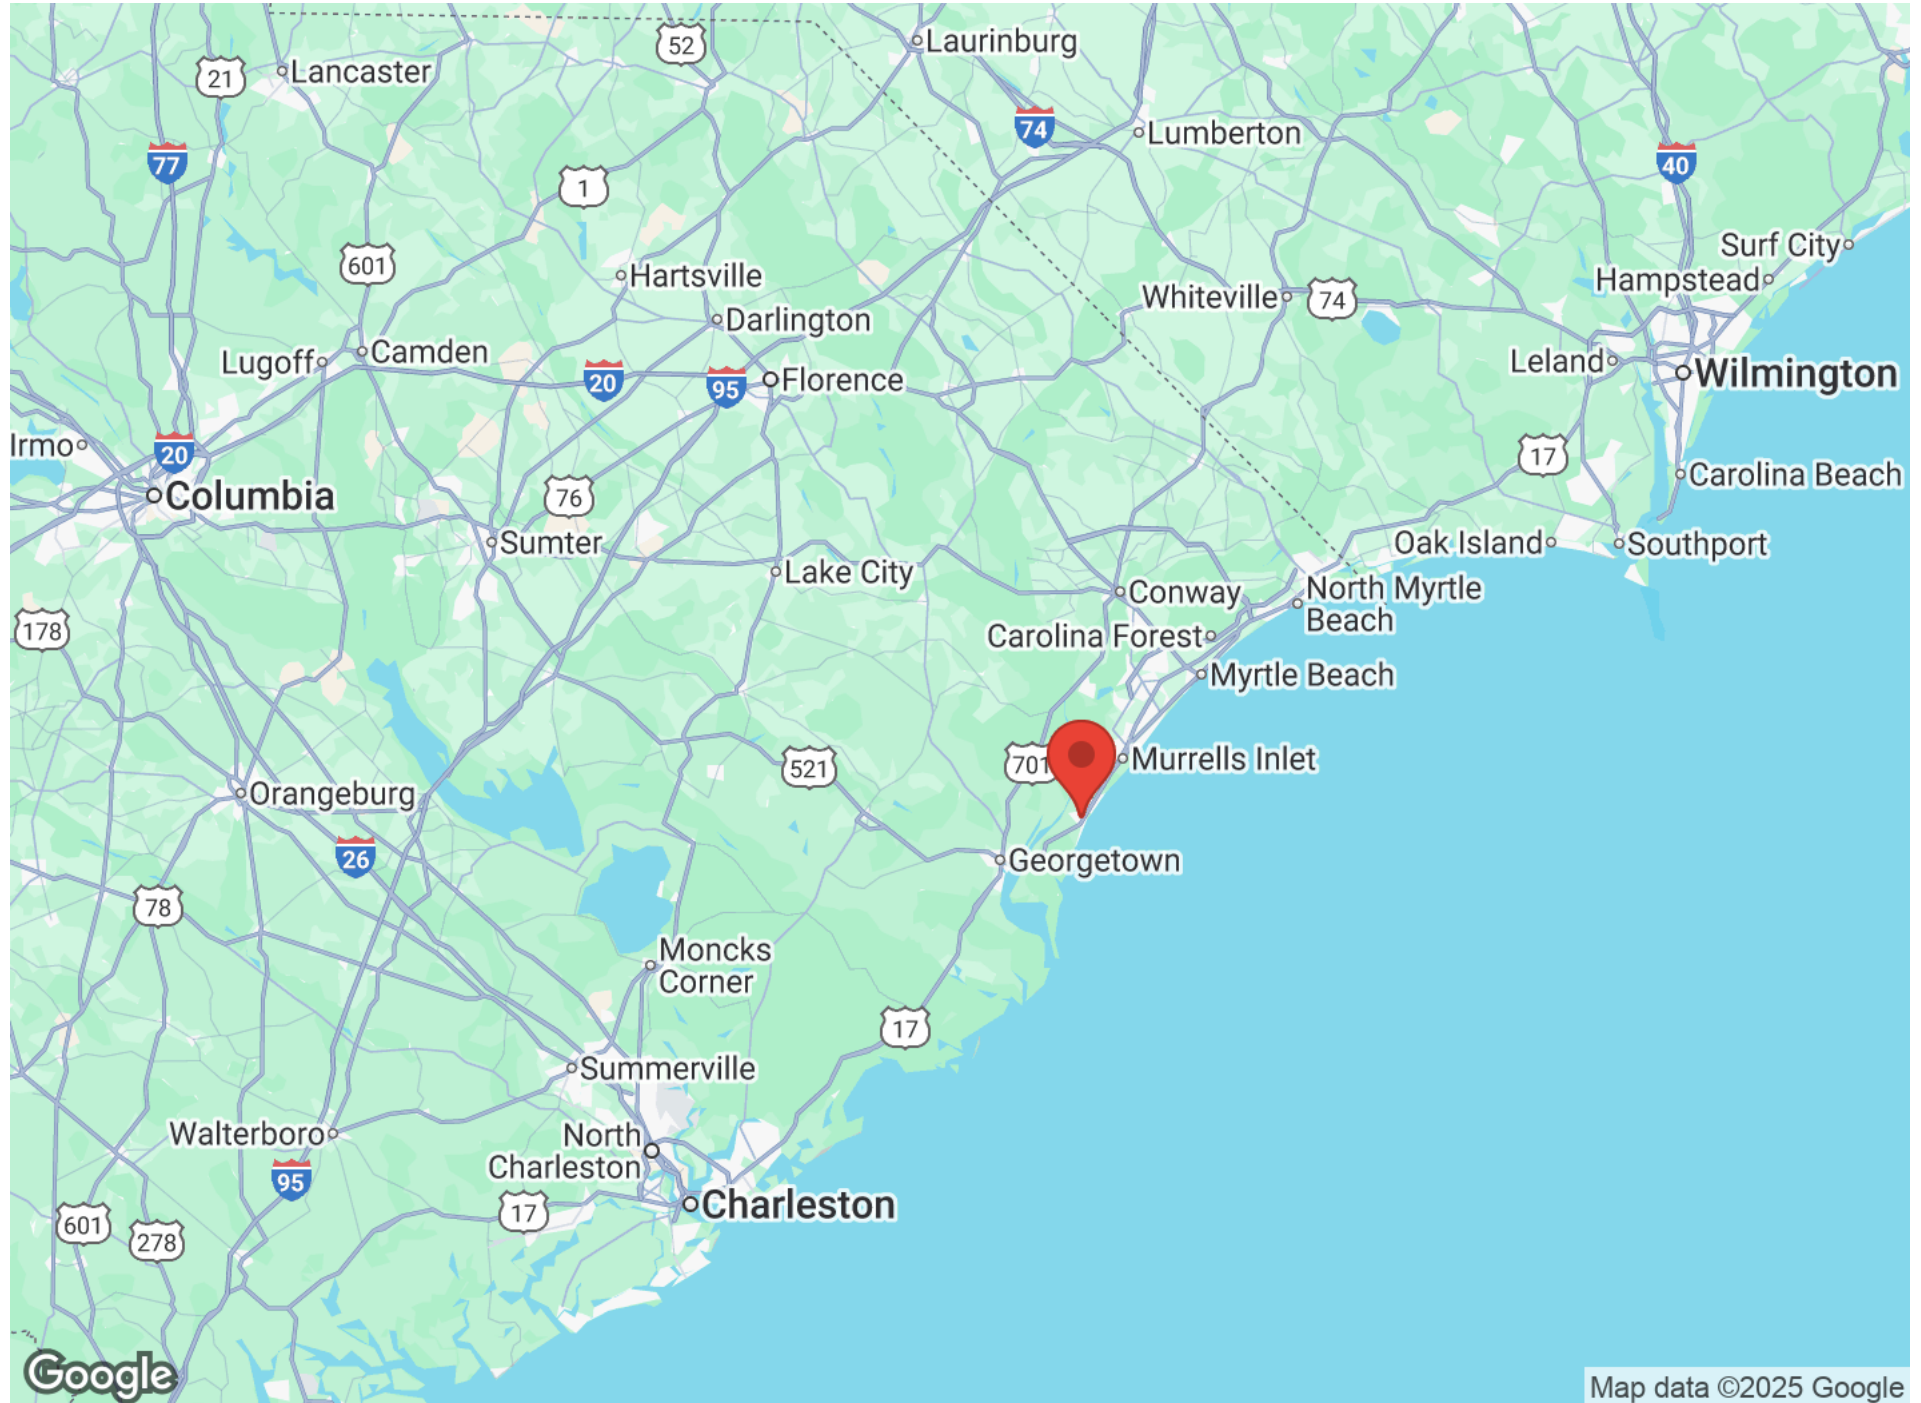 52
Laurinburg
21
Lancaster
74
Lumberton
77
40
1
Surf City
601
Hartsville
Hampstead
Whiteville
74
Darlington
Lugoff
Camden
Leland
20
95
Florence
Wilmington
Irmo
20
17
Carolina Beach
Columbia
76
Sumter
Oak Island
Southport
Lake City
Conway
North Myrtle
Beach
178
Carolina Forest
Myrtle Beach
701
Murrells Inlet
521
Orangeburg
26
Georgetown
78
Moncks
Corner
17
Summerville
Walterboro
North
Charleston
95
17
Charleston
601
278
Google
Map data ©2025 Google